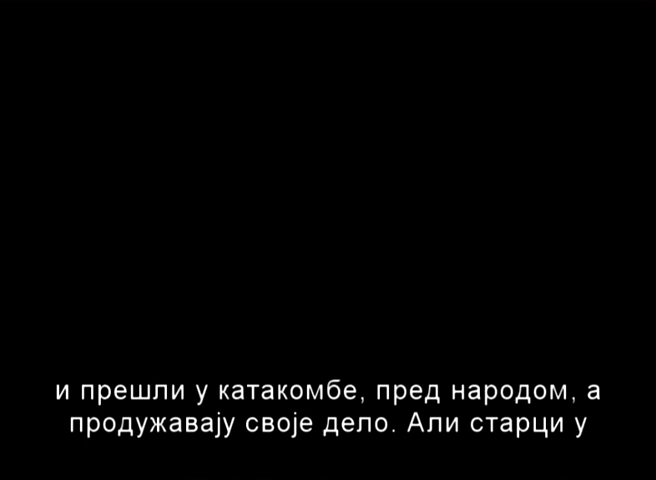 и прешли у катакомбе, пред народом, а
продужавају своје дело. Али старци у